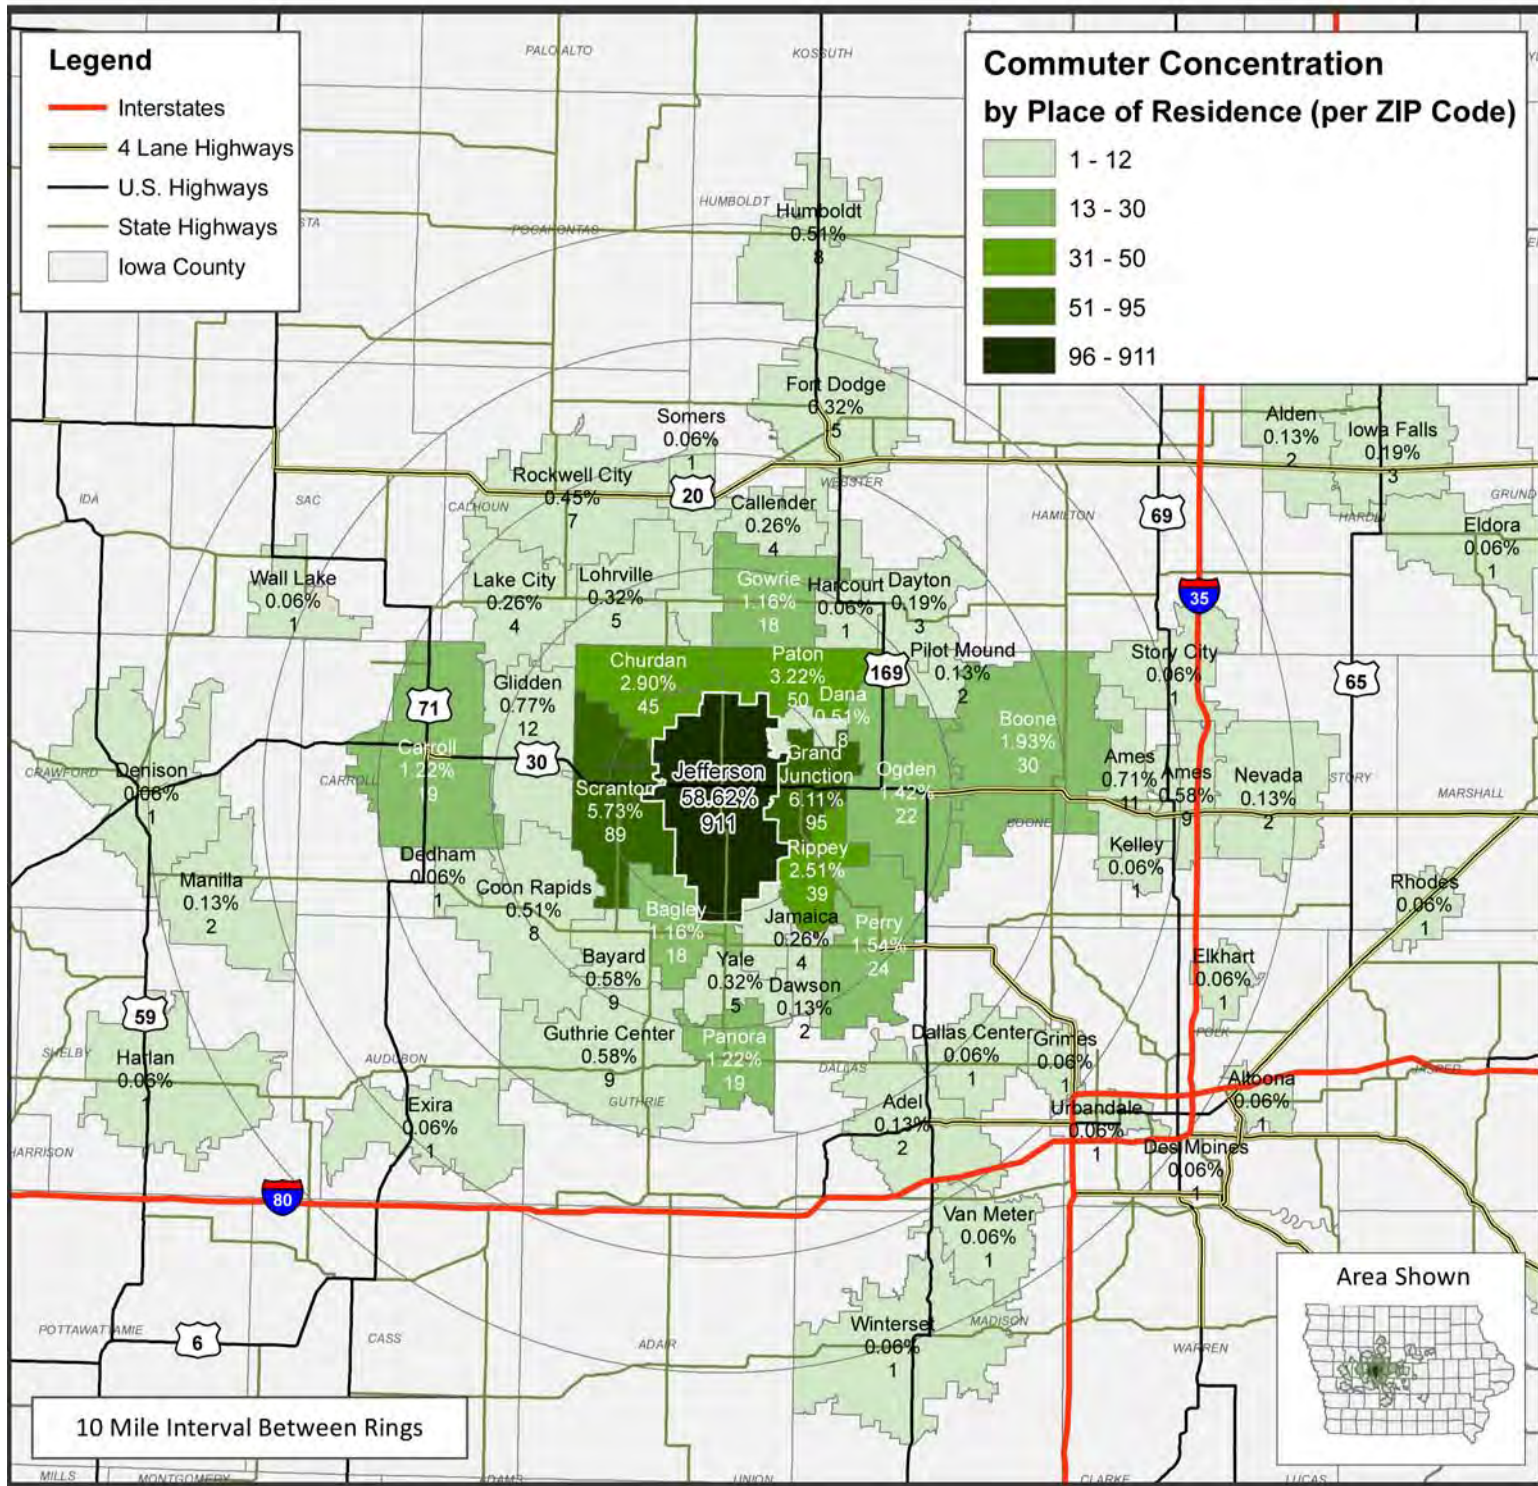 Legend
Interstates
4 Lane Highways
U.S. Highways
State Highways
Iowa County
Commuter Concentration
by Place of Residence (per ZIP Code)
1 - 12
13 - 30
31 - 50
51 - 95
96 - 911
PALO ALTO
KOSSUTH
HUMBOLDT
POCAHONTAS
Humboldt
0.51%
8
Fort Dodge
0.32%
5
Somers
0.06%
1
Alden
0.13%
2
Iowa Falls
0.19%
3
Rockwell City
0.45%
7
20
WEBSTER
Callender
0.26%
4
IDA
SAC
CALHOUN
HAMILTON
69
HARDIN
GRUND
Eldora
0.06%
1
Wall Lake
0.06%
1
Lake City
0.26%
4
Lohrville
0.32%
5
Gowrie
1.16%
18
Harcourt
0.06%
1
Dayton
0.19%
3
35
Churdan
2.90%
45
Paton
3.22%
50
169
Pilot Mound
0.13%
2
Story City
0.06%
1
65
71
Glidden
0.77%
12
Dana
0.51%
8
Boone
1.93%
30
CRAWFORD
Denison
0.06%
1
CARROLL
Carroll
1.22%
19
30
Scranton
5.73%
89
Jefferson
58.62%
911
Grand
Junction
6.11%
95
Ogden
1.42%
22
BOONE
Ames
0.71%
11
Ames
0.58%
9
Nevada
0.13%
2
STORY
MARSHALL
Kelley
0.06%
1
Rippey
2.51%
39
Dedham
0.06%
1
Manilla
0.13%
2
Coon Rapids
0.51%
8
Bagley
1.16%
18
Jamaica
0.26%
4
Perry
1.54%
24
Rhodes
0.06%
1
Bayard
0.58%
9
Yale
0.32%
5
Dawson
0.13%
2
Elkhart
0.06%
1
POLK
59
SHELBY
Harlan
0.06%
1
AUDUBON
Guthrie Center
0.58%
9
GUTHRIE
Panora
1.22%
19
DALLAS
Dallas Center
0.06%
1
Grimes
0.06%
1
JASPER
Altoona
0.06%
1
Exira
0.06%
1
Adel
0.13%
2
Urbandale
0.06%
1
HARRISON
Des Moines
0.06%
1
80
Van Meter
0.06%
1
POTTAWATTAMIE
6
CASS
ADAIR
Winterset
0.06%
1
MADISON
WARREN
Area Shown
10 Mile Interval Between Rings
MILLS
MONTGOMERY
ADAMS
UNION
CLARKE
LUCAS